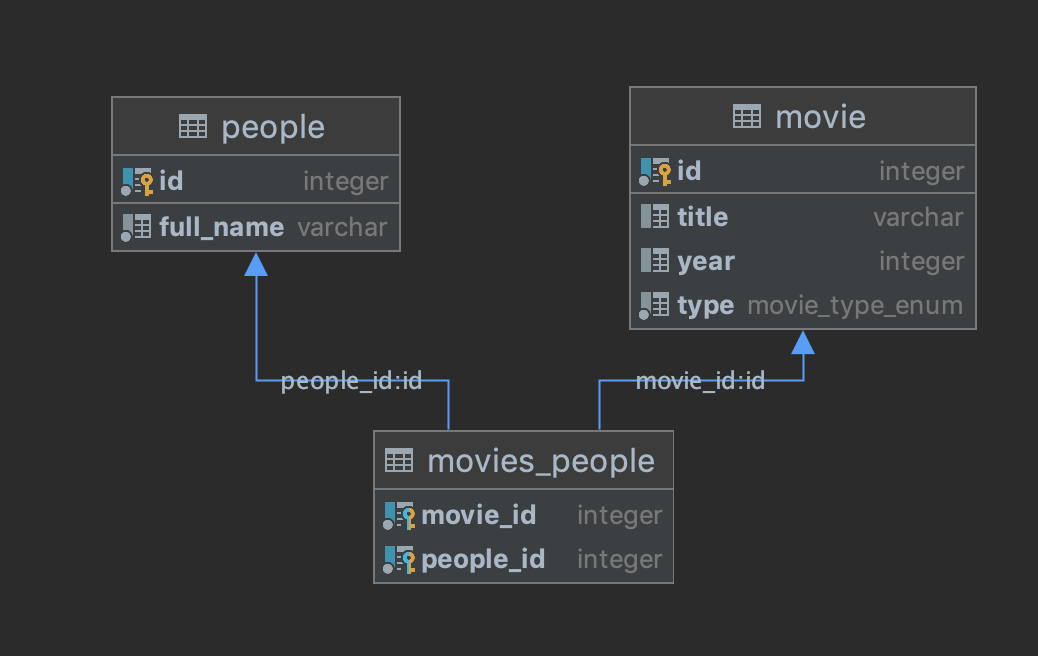 people
id integer
full_name varchar
movie
id integer
title varchar
year integer
type movie_type_enum
people_id:id
movie_id:id
movies_people
movie_id integer
people_id integer